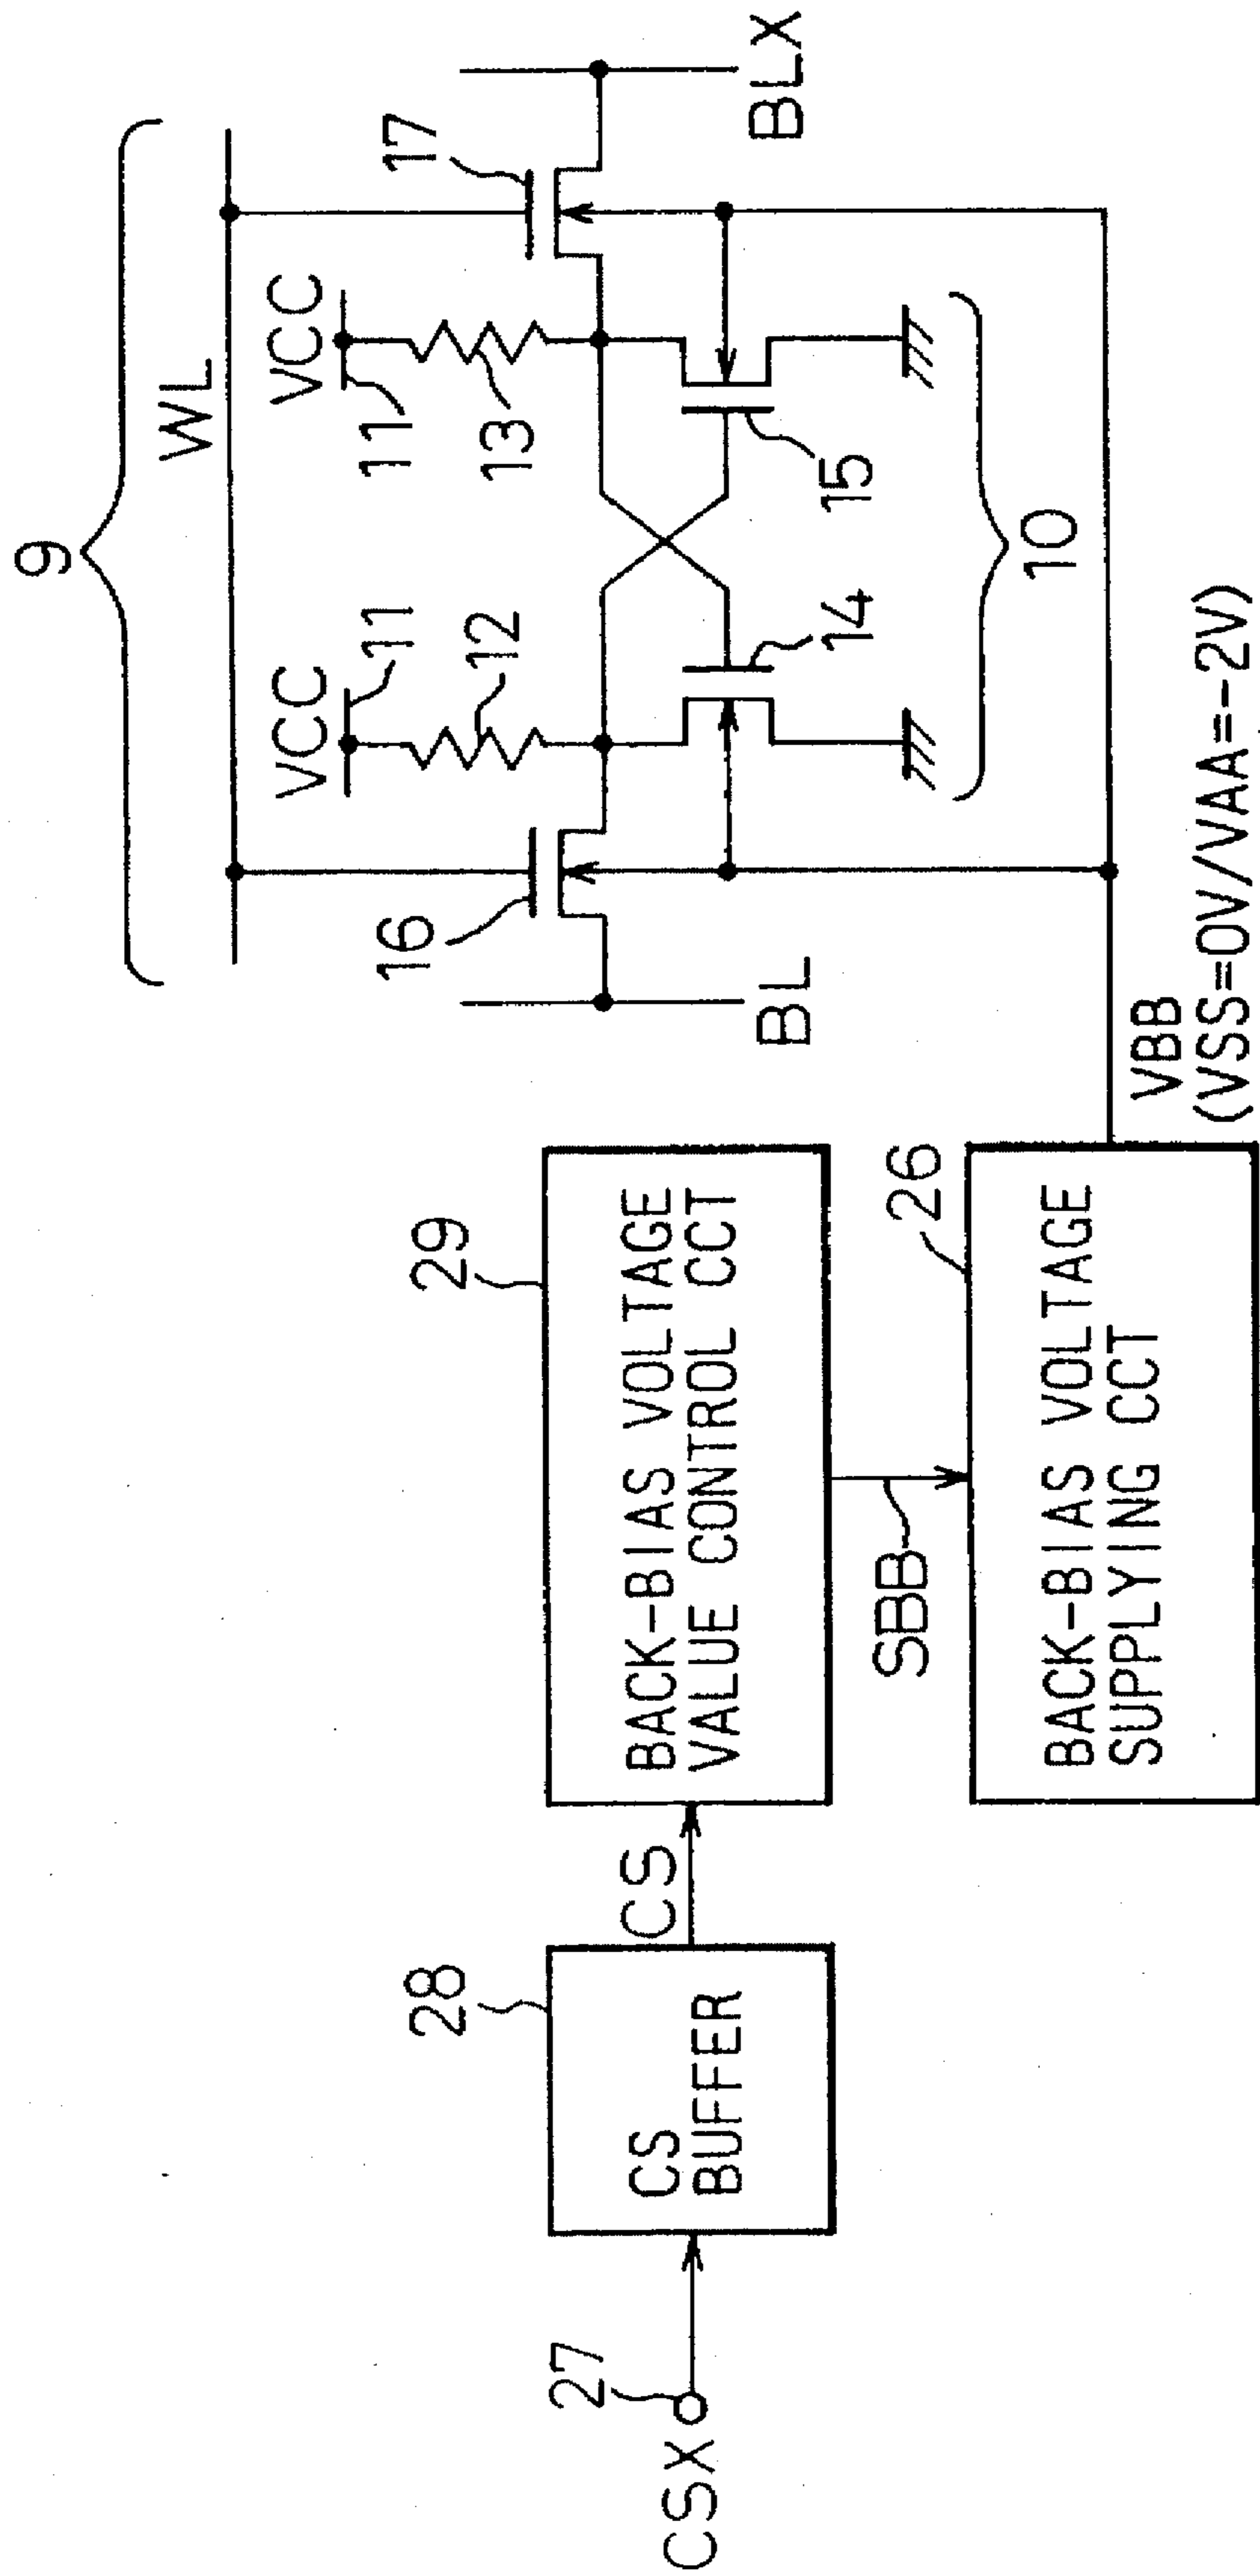 9
WL
VCC
11
12
VCC
11
13
16
17
BL
BLX
14
15
10
CSX
27
28
CS
BUFFER
CS
29
BACK-BIAS VOLTAGE
VALUE CONTROL CCT
SBB
26
BACK-BIAS VOLTAGE
SUPPLYING CCT
VBB
(VSS=0V/VAA=-2V)